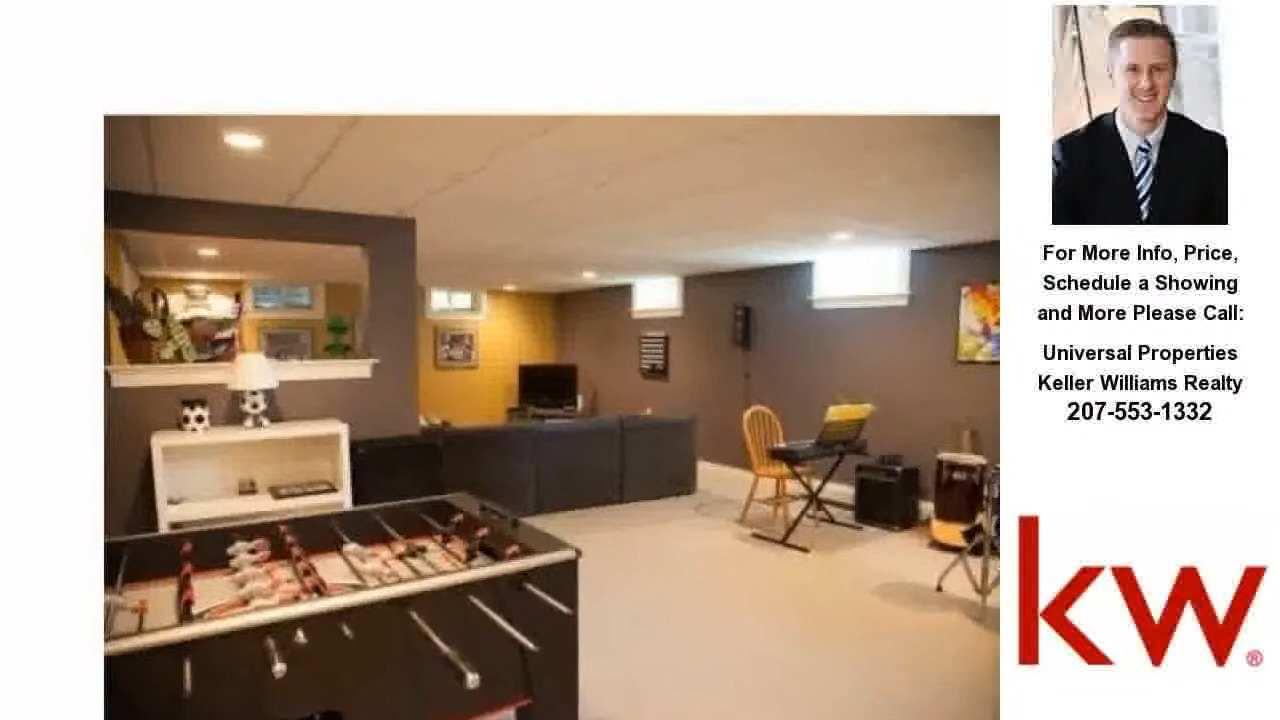 For More Info, Price,
Schedule a Showing
and More Please Call:
Universal Properties
Keller Williams Realty
207-553-1332
kw®